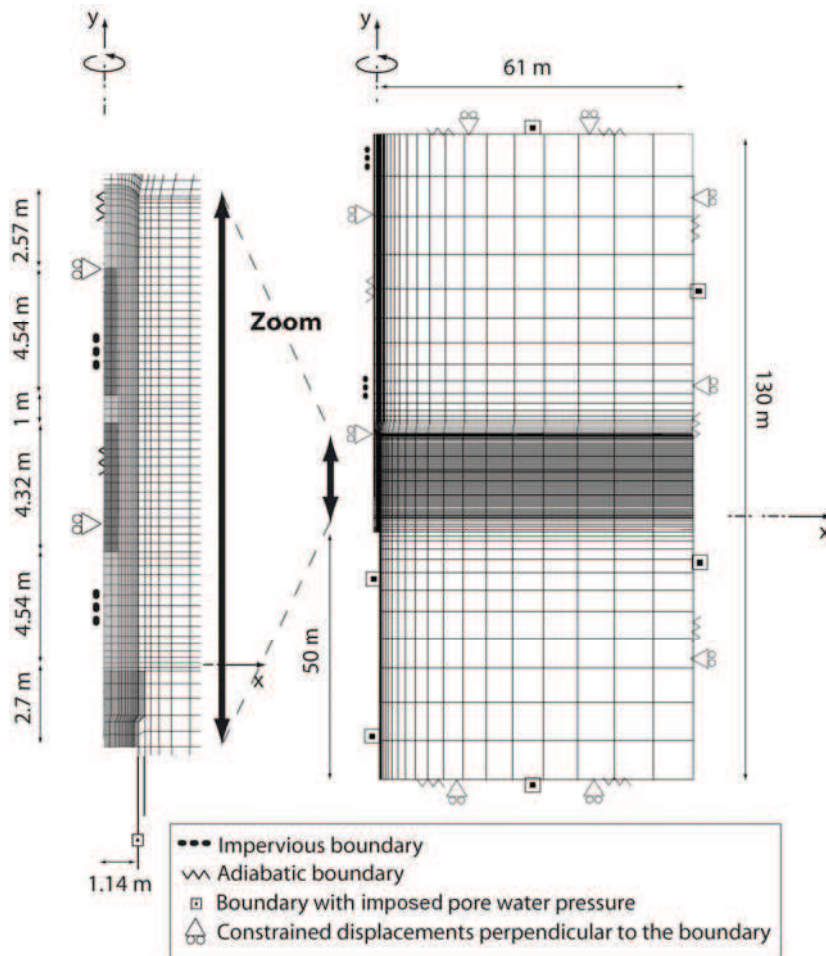 y
y
61 m
2.57 m
4.54 m
1 m
4.32 m
4.54 m
2.7 m
Zoom
x
x
130 m
50 m
1.14 m
Impervious boundary
Adiabatic boundary
Boundary with imposed pore water pressure
Constrained displacements perpendicular to the boundary